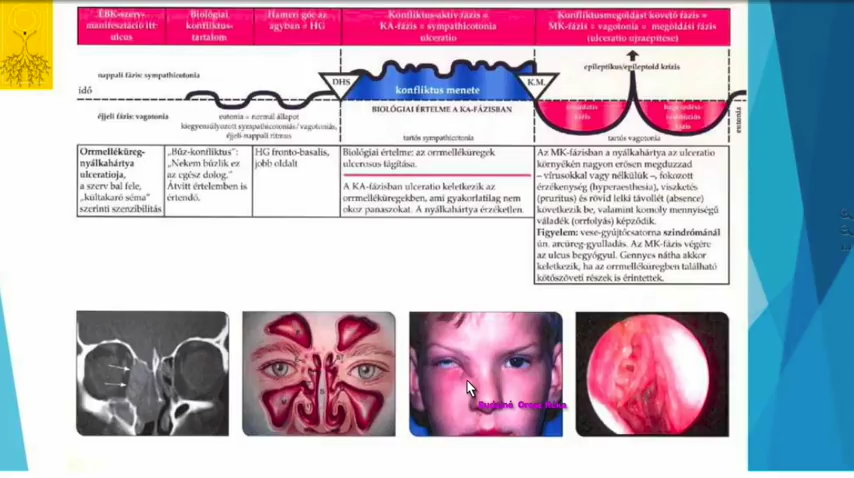 EBK-szerv-
manifesztáció itt:
ulcus
Biológiai
konfliktus-
tartalom
Hameri góc az
agyban = HG
Konfliktus-aktív fázis =
KA-fázis = sympathicotonia
ulceratio
Konfliktusmegoldást követő fázis =
MK-fázis = vagotonia = megoldási fázis
(ulceratio újraépítése)
epileptikus/epileptoid krízis
nappali fázis: sympathicotonia
DHS
K.M.
idő
konfliktus menete
éjjeli fázis: vagotonia
eutonia = normál állapot
kiegyensúlyozott sympathicotoniás/vagotoniás,
éjjeli-nappali ritmus
BIOLÓGIAI ÉRTELME A KA-FÁZISBAN
tartós sympathicotonia
fázis
fázis
tartós vagotonia
eutonia
Orrmelléküreg-
nyálkahártya
ulceratioja,
a szerv bal fele,
„kültakaró séma”
szerinti szenzibilitás
„Bűz-konfliktus”:
„Nekem bűzlik ez
az egész dolog.”
Átvitt értelemben is
értendő.
HG fronto-basalis,
jobb oldalt
Biológiai értelme: az orrmelléküregek
ulcerosus tágítása.
A KA-fázisban ulceratio keletkezik az
orrmelléküregekben, ami gyakorlatilag nem
okoz panaszokat. A nyálkahártya érzéketlen.
Az MK-fázisban a nyálkahártya az ulceratio
környékén nagyon erősen megduzzad
– vírusokkal vagy nélkülük –, fokozott
érzékenység (hyperaesthesia), viszketés
(pruritus) és rövid lelki távollét (absence)
következik be, valamint komoly mennyiségű
váladék (orrfolyás) képződik.
Figyelem: vese-gyűjtőcsatorna szindrómánál
ún. arcüreg-gyulladás. Az MK-fázis végére
az ulcus begyógyul. Gennyes nátha akkor
keletkezik, ha az orrmelléküregben található
kötőszöveti részek is érintettek.